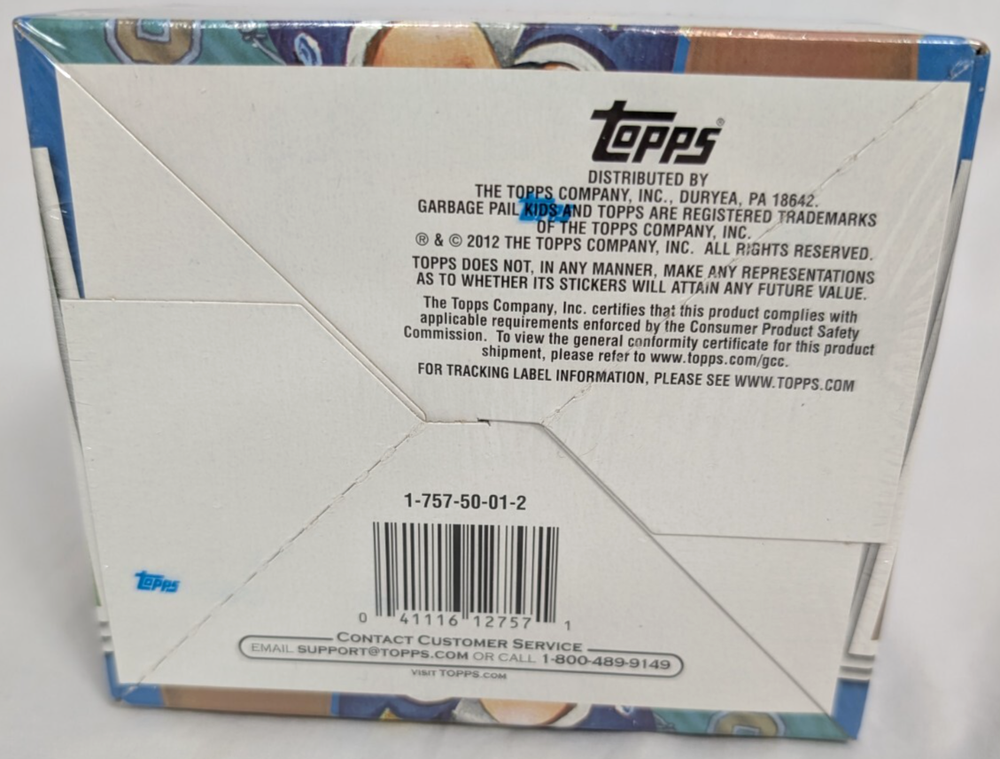 TOPPS®
DISTRIBUTED BY
THE TOPPS COMPANY, INC., DURYEA, PA 18642.
GARBAGE PAIL KIDS AND TOPPS ARE REGISTERED TRADEMARKS
OF THE TOPPS COMPANY, INC.
® & © 2012 THE TOPPS COMPANY, INC. ALL RIGHTS RESERVED.
TOPPS DOES NOT, IN ANY MANNER, MAKE ANY REPRESENTATIONS
AS TO WHETHER ITS STICKERS WILL ATTAIN ANY FUTURE VALUE.
The Topps Company, Inc. certifies that this product complies with
applicable requirements enforced by the Consumer Product Safety
Commission. To view the general conformity certificate for this product
shipment, please refer to www.topps.com/gcc.
FOR TRACKING LABEL INFORMATION, PLEASE SEE WWW.TOPPS.COM
1-757-50-01-2
TOPPS
0 41116 12757 1
CONTACT CUSTOMER SERVICE
EMAIL SUPPORT@TOPPS.COM OR CALL 1-800-489-9149
VISIT TOPPS.COM